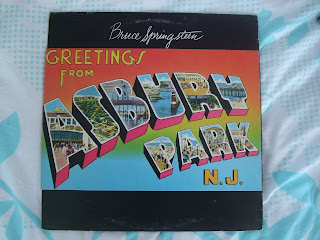 Bruce Springsteen
GREETINGS
FROM
ASBURY
PARK
N.J.